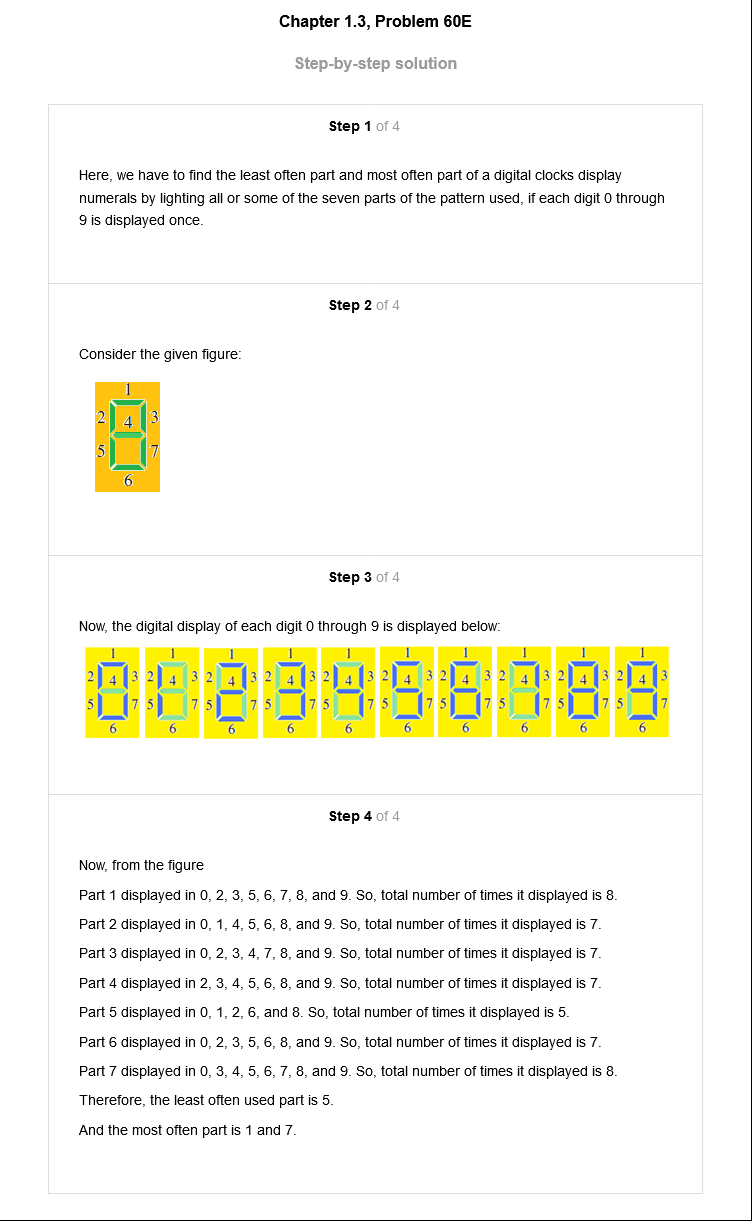 Chapter 1.3, Problem 60E
Step-by-step solution
Step 1 of 4
Here, we have to find the least often part and most often part of a digital clocks display
numerals by lighting all or some of the seven parts of the pattern used, if each digit 0 through
9 is displayed once.
Step 2 of 4
Consider the given figure:
1
2 4 3
5 7
6
Step 3 of 4
Now, the digital display of each digit 0 through 9 is displayed below:
1 1 1 1 1 1 1 1 1 1
2 4 3 2 4 3 2 4 3 2 4 3 2 4 3 2 4 3 2 4 3 2 4 3 2 4 3 2 4 3
5 7 5 7 5 7 5 7 5 7 5 7 5 7 5 7 5 7 5 7
6 6 6 6 6 6 6 6 6 6
Step 4 of 4
Now, from the figure
Part 1 displayed in 0, 2, 3, 5, 6, 7, 8, and 9. So, total number of times it displayed is 8.
Part 2 displayed in 0, 1, 4, 5, 6, 8, and 9. So, total number of times it displayed is 7.
Part 3 displayed in 0, 2, 3, 4, 7, 8, and 9. So, total number of times it displayed is 7.
Part 4 displayed in 2, 3, 4, 5, 6, 8, and 9. So, total number of times it displayed is 7.
Part 5 displayed in 0, 1, 2, 6, and 8. So, total number of times it displayed is 5.
Part 6 displayed in 0, 2, 3, 5, 6, 8, and 9. So, total number of times it displayed is 7.
Part 7 displayed in 0, 3, 4, 5, 6, 7, 8, and 9. So, total number of times it displayed is 8.
Therefore, the least often used part is 5.
And the most often part is 1 and 7.